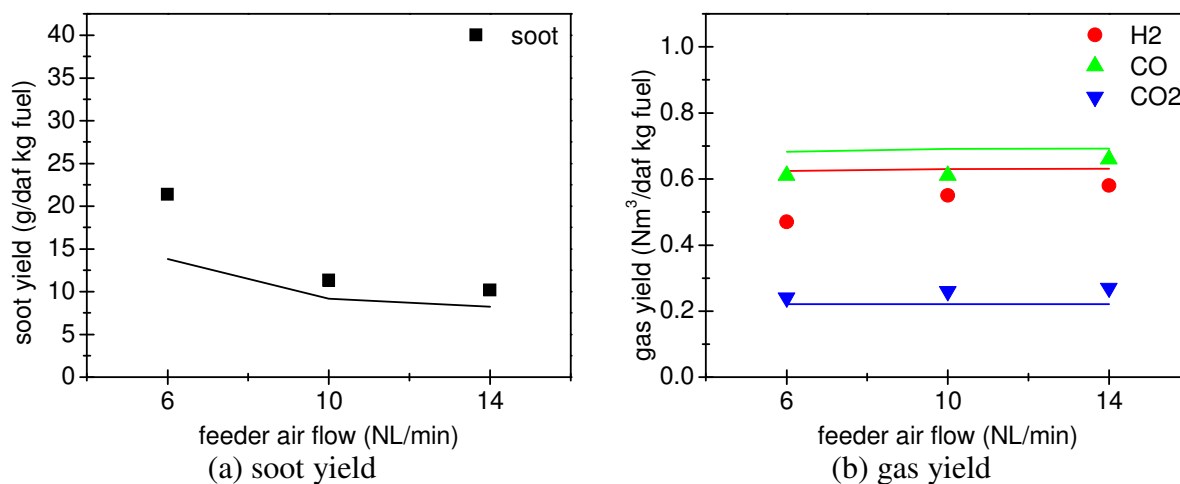 soot yield (g/daf kg fuel)
40
35
30
25
20
15
10
5
0
soot
6
10
14
feeder air flow (NL/min)
(a) soot yield
gas yield (Nm³/daf kg fuel)
1.0
0.8
0.6
0.4
0.2
0.0
H2
CO
CO2
6
10
14
feeder air flow (NL/min)
(b) gas yield